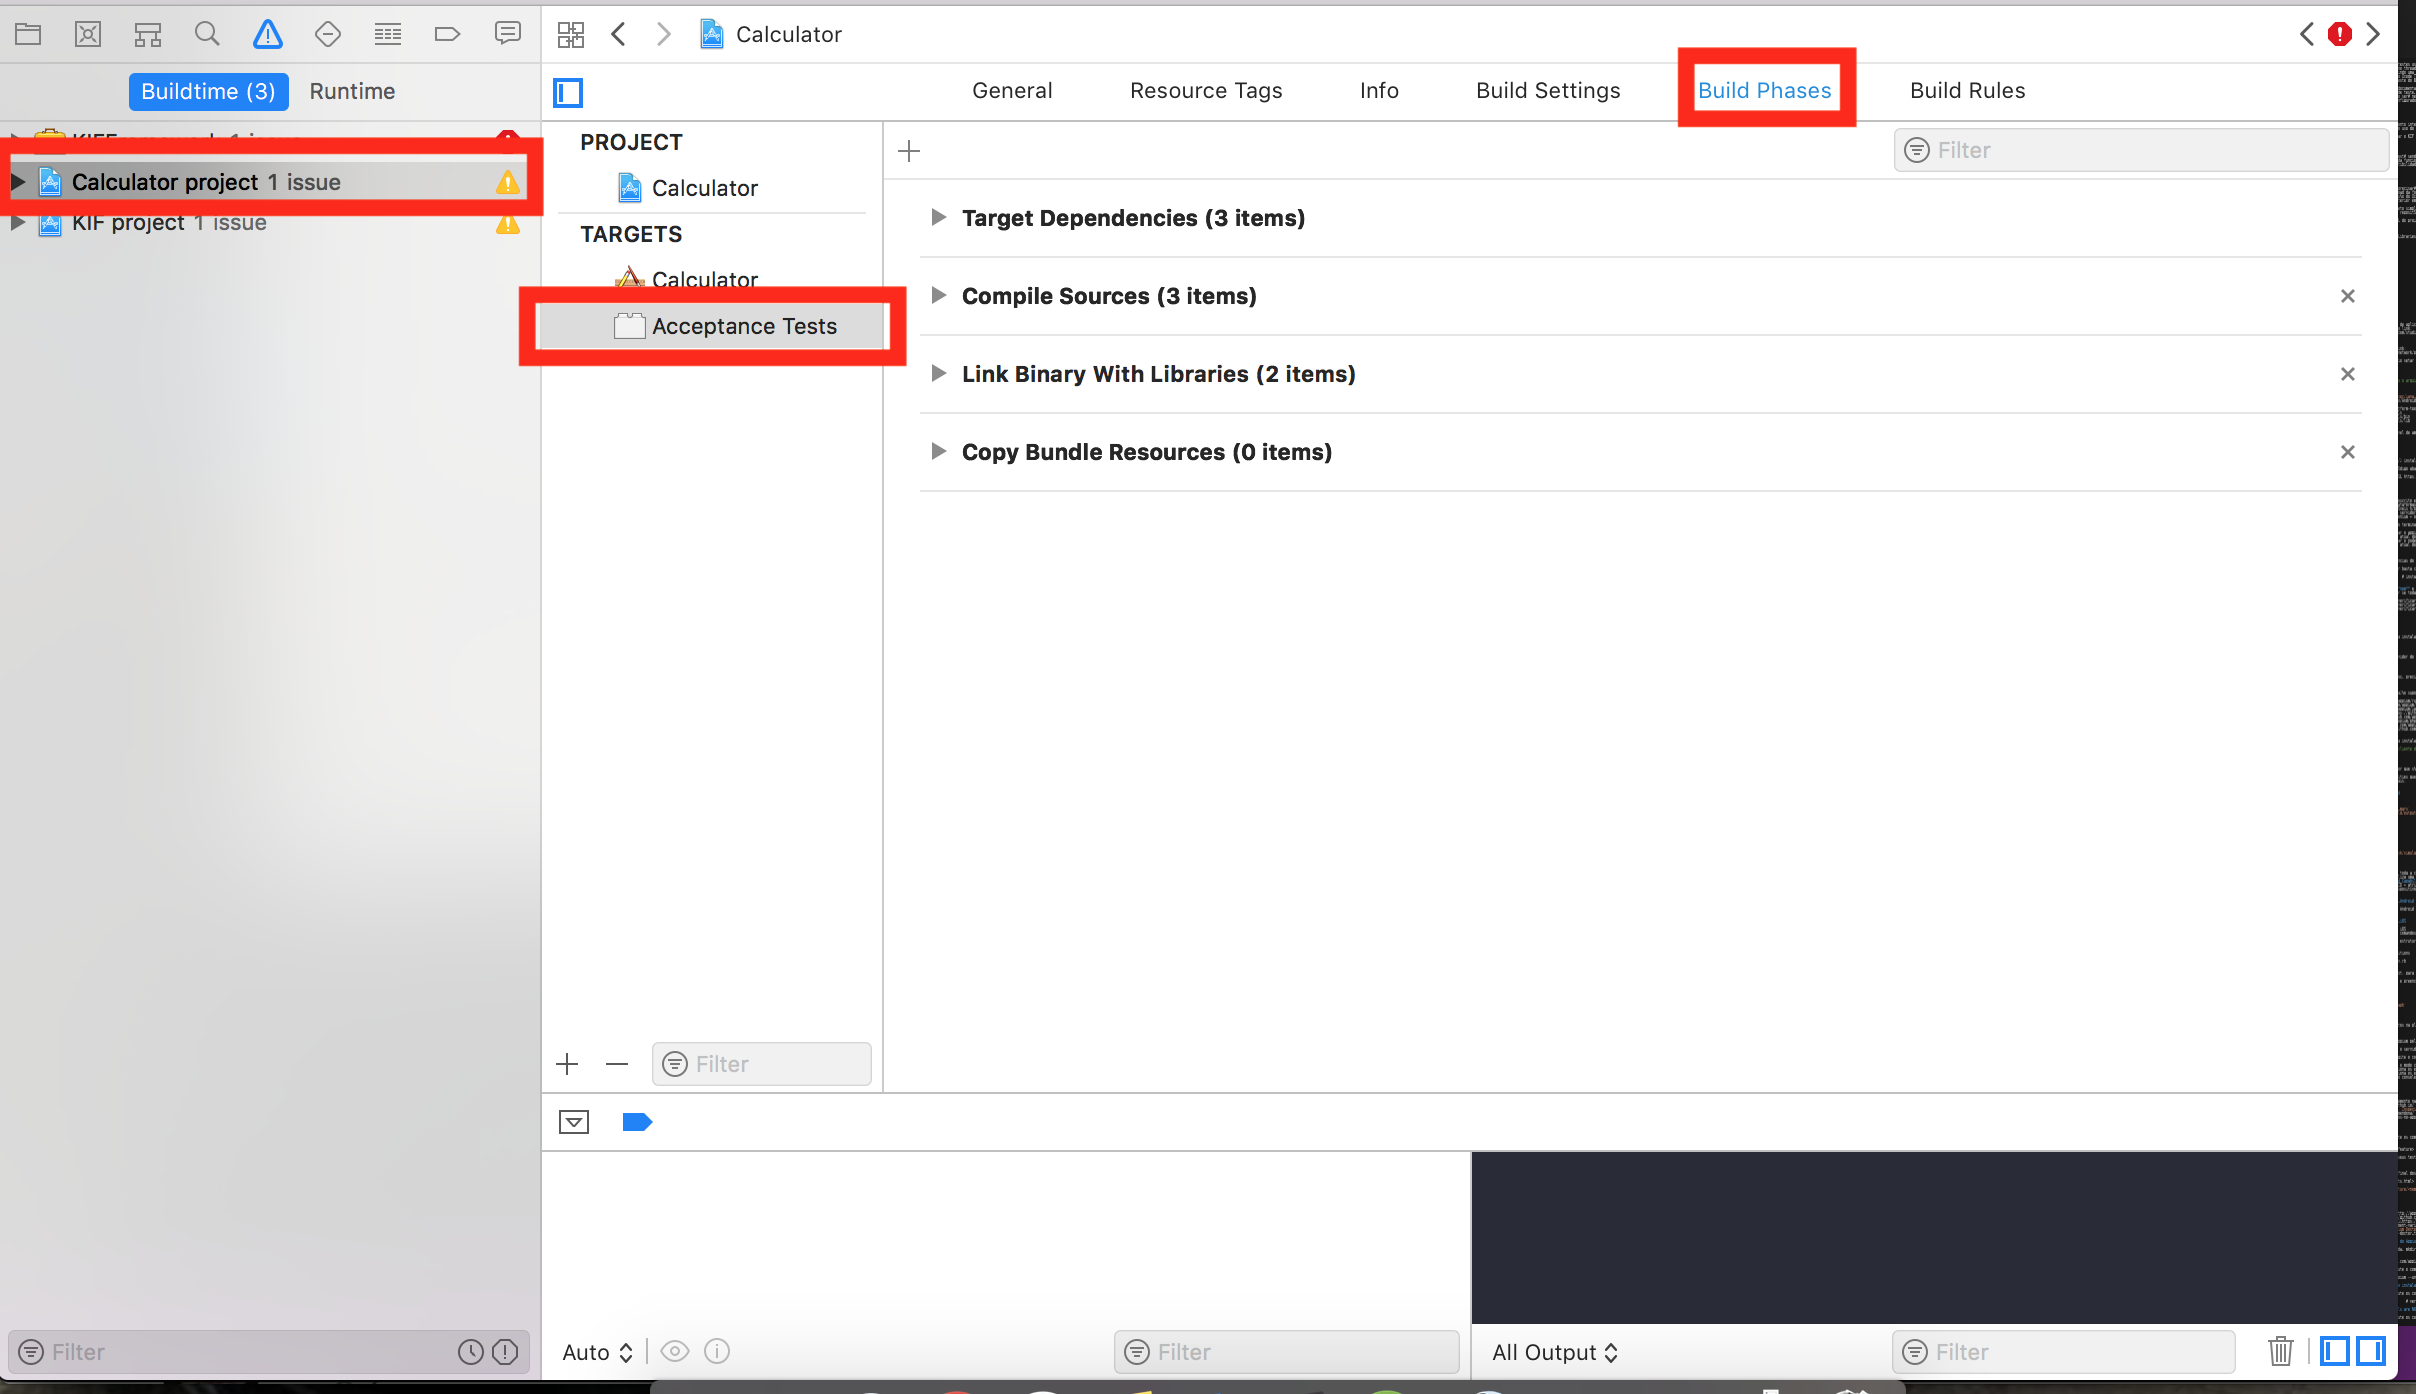 Calculator
Buildtime (3) Runtime
General Resource Tags Info Build Settings Build Phases Build Rules
Calculator project 1 issue
KIF project 1 issue
PROJECT
Calculator
TARGETS
Calculator
Acceptance Tests
Filter
Target Dependencies (3 items)
Compile Sources (3 items)
Link Binary With Libraries (2 items)
Copy Bundle Resources (0 items)
Filter
Filter
Auto
Filter
All Output
Filter